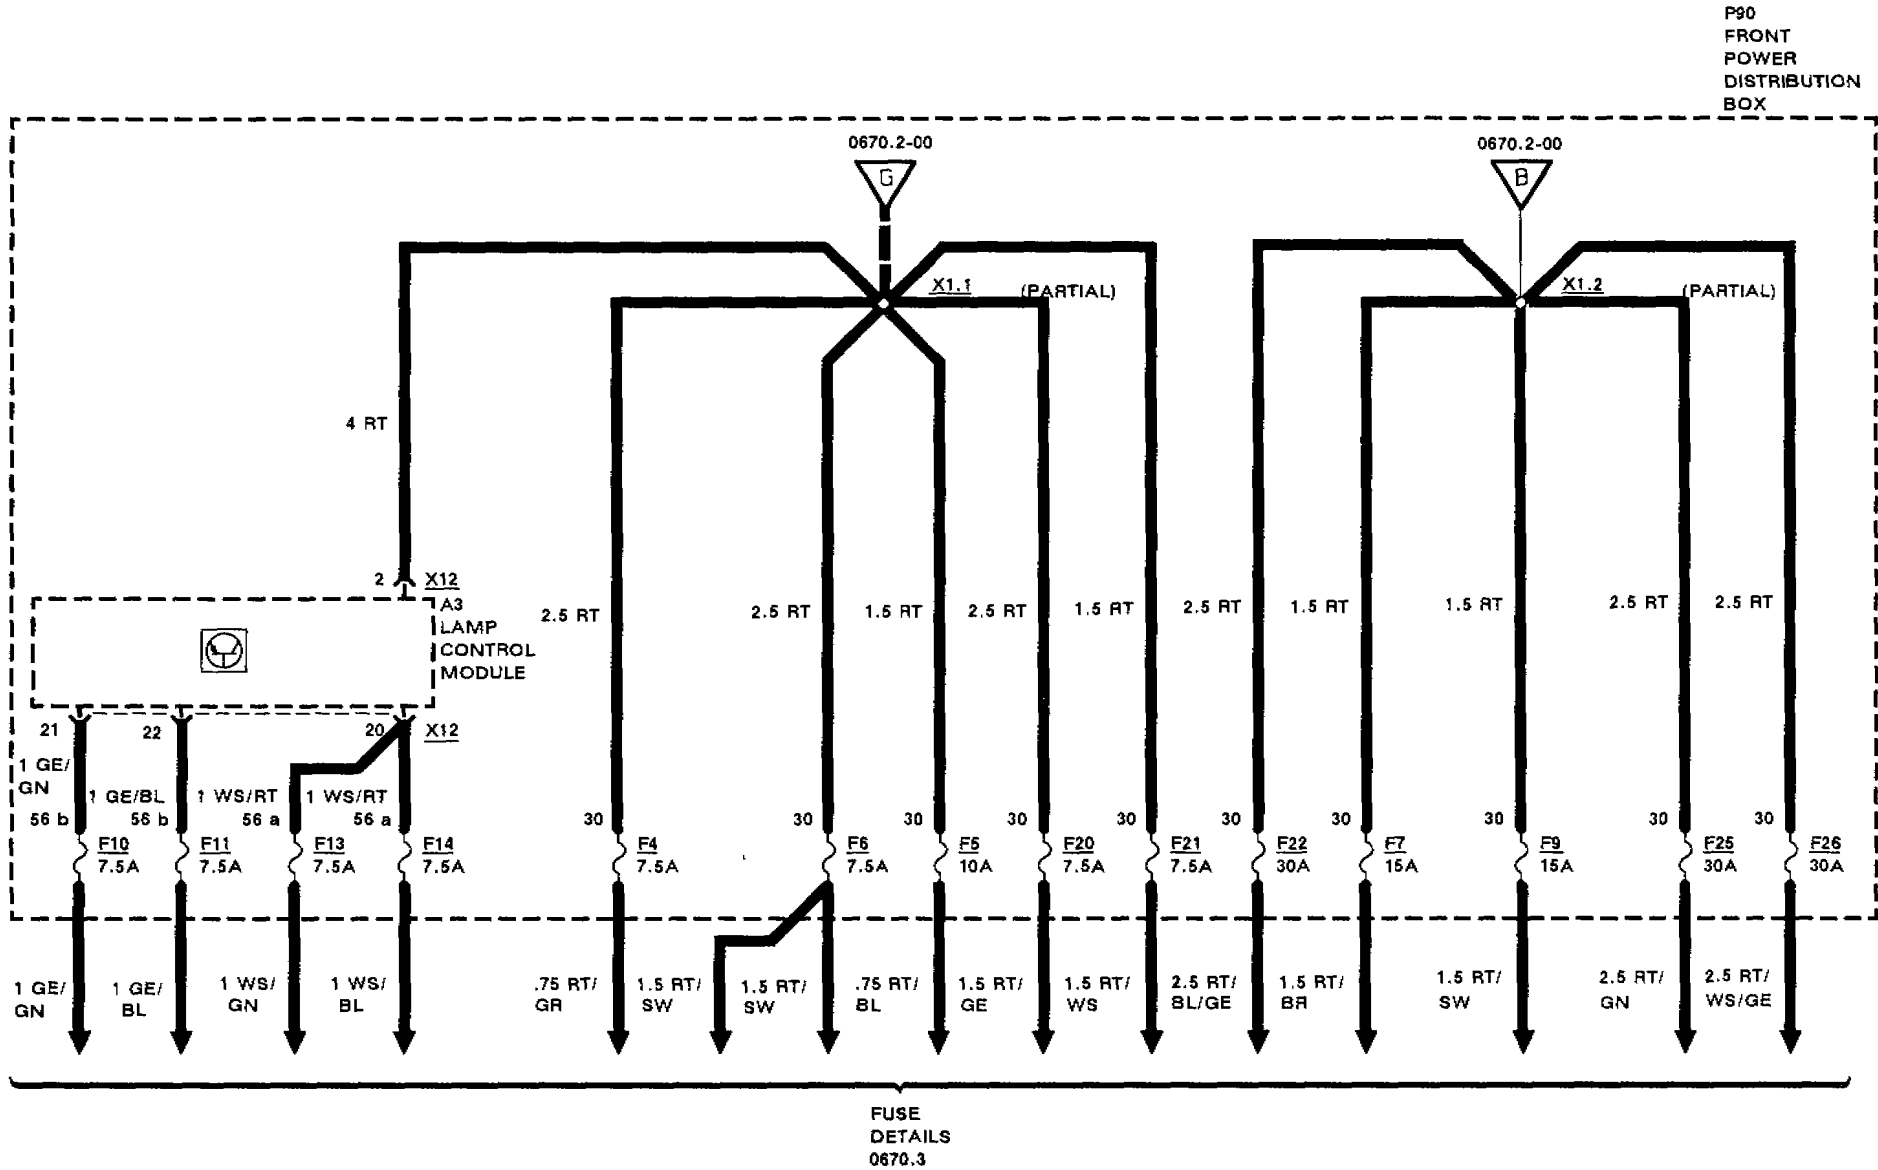 P90
FRONT
POWER
DISTRIBUTION
BOX
0670.2-00
0670.2-00
G
B
X1.1
(PARTIAL)
X1.2
(PARTIAL)
4 RT
2
X12
A3
LAMP
CONTROL
MODULE
2.5 RT
2.5 RT
1.5 RT
2.5 RT
1.5 RT
2.5 RT
1.5 RT
1.5 RT
2.5 RT
2.5 RT
21
22
20
X12
1 GE/
GN
1 GE/BL
1 WS/RT
1 WS/RT
56 b
56 b
56 a
56 a
30
30
30
30
30
30
30
30
30
30
F10
7.5A
F11
7.5A
F13
7.5A
F14
7.5A
F4
7.5A
F6
7.5A
F5
10A
F20
7.5A
F21
7.5A
F22
30A
F7
15A
F9
15A
F25
30A
F26
30A
1 GE/
GN
1 GE/
BL
1 WS/
GN
1 WS/
BL
.75 RT/
GR
1.5 RT/
SW
1.5 RT/
SW
.75 RT/
BL
1.5 RT/
GE
1.5 RT/
WS
2.5 RT/
BL/GE
1.5 RT/
BR
1.5 RT/
SW
2.5 RT/
GN
2.5 RT/
WS/GE
FUSE
DETAILS
0670.3